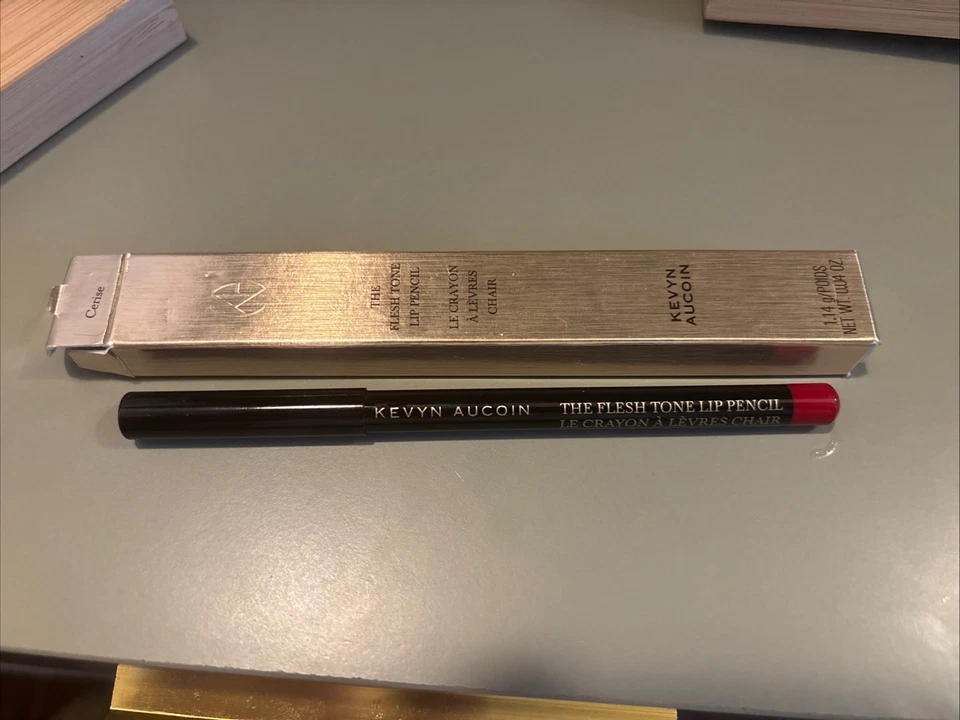 Cerise
THE
FLESH TONE
LIP PENCIL
LE CRAYON
À LÈVRES
CHAIR
KEVYN
AUCOIN
1.14 g/POIDS
NET WT. 0.04 OZ.
KEVYN AUCOIN
THE FLESH TONE LIP PENCIL
LE CRAYON À LÈVRES CHAIR